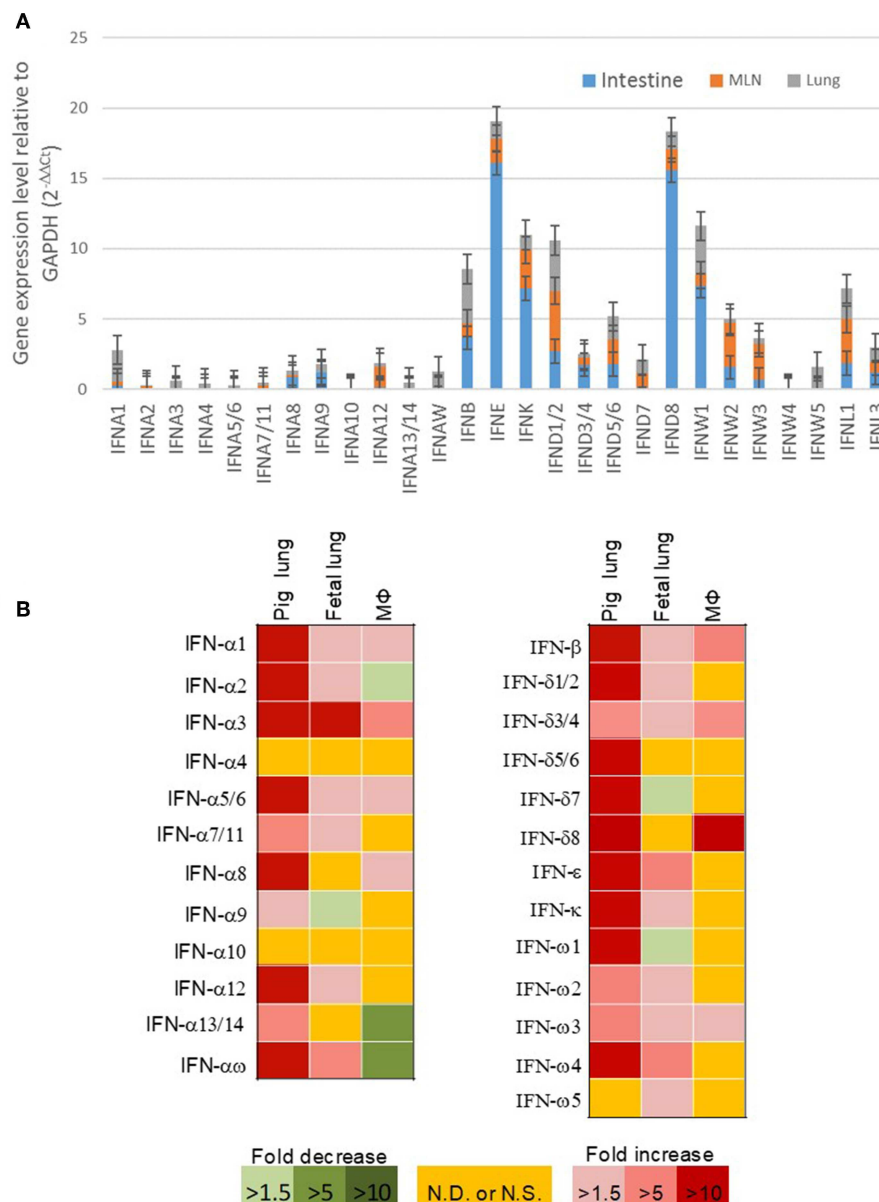 A
Gene expression level relative to
GAPDH (2-ΔΔCt)
25
20
15
10
5
0
Intestine MLN Lung
IFNA1
IFNA2
IFNA3
IFNA4
IFNA5/6
IFNA7/11
IFNA8
IFNA9
IFNA10
IFNA12
IFNA13/14
IFNAW
IFNB
IFNE
IFNK
IFND1/2
IFND3/4
IFND5/6
IFND7
IFND8
IFNW1
IFNW2
IFNW3
IFNW4
IFNW5
IFNL1
IFNL3
B
Pig lung
Fetal lung
MΦ
IFN-α1
IFN-α2
IFN-α3
IFN-α4
IFN-α5/6
IFN-α7/11
IFN-α8
IFN-α9
IFN-α10
IFN-α12
IFN-α13/14
IFN-αω
Pig lung
Fetal lung
MΦ
IFN-β
IFN-δ1/2
IFN-δ3/4
IFN-δ5/6
IFN-δ7
IFN-δ8
IFN-ε
IFN-κ
IFN-ω1
IFN-ω2
IFN-ω3
IFN-ω4
IFN-ω5
Fold decrease
>1.5 >5 >10
N.D. or N.S.
Fold increase
>1.5 >5 >10